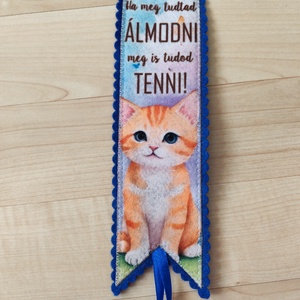 Ha meg tudtad
ÁLMODNI
meg is tudod
TENNI!